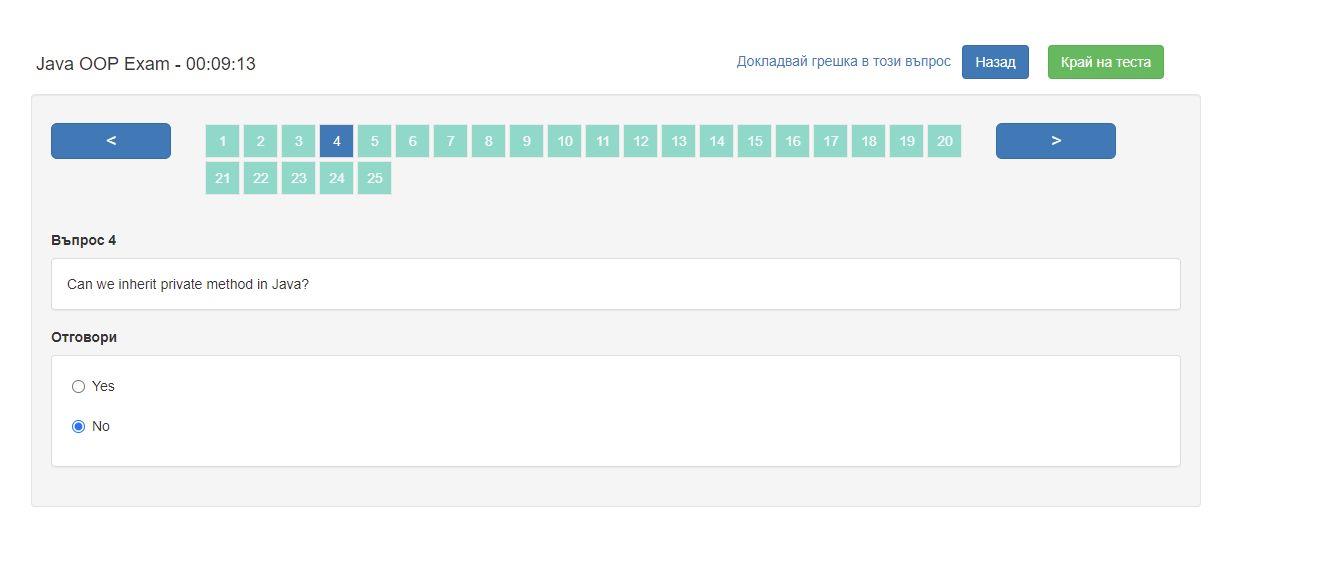 Java OOP Exam - 00:09:13
Докладвай грешка в този въпрос
Назад
Край на теста
<
1 2 3 4 5 6 7 8 9 10 11 12 13 14 15 16 17 18 19 20
>
21 22 23 24 25
Въпрос 4
Can we inherit private method in Java?
Отговори
Yes
No